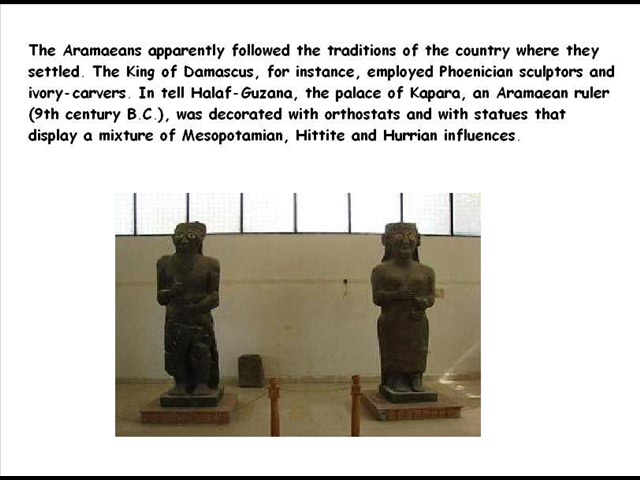 The Aramaeans apparently followed the traditions of the country where they
settled. The King of Damascus, for instance, employed Phoenician sculptors and
ivory-carvers. In tell Halaf-Guzana, the palace of Kapara, an Aramaean ruler
(9th century B.C.), was decorated with orthostats and with statues that
display a mixture of Mesopotamian, Hittite and Hurrian influences.